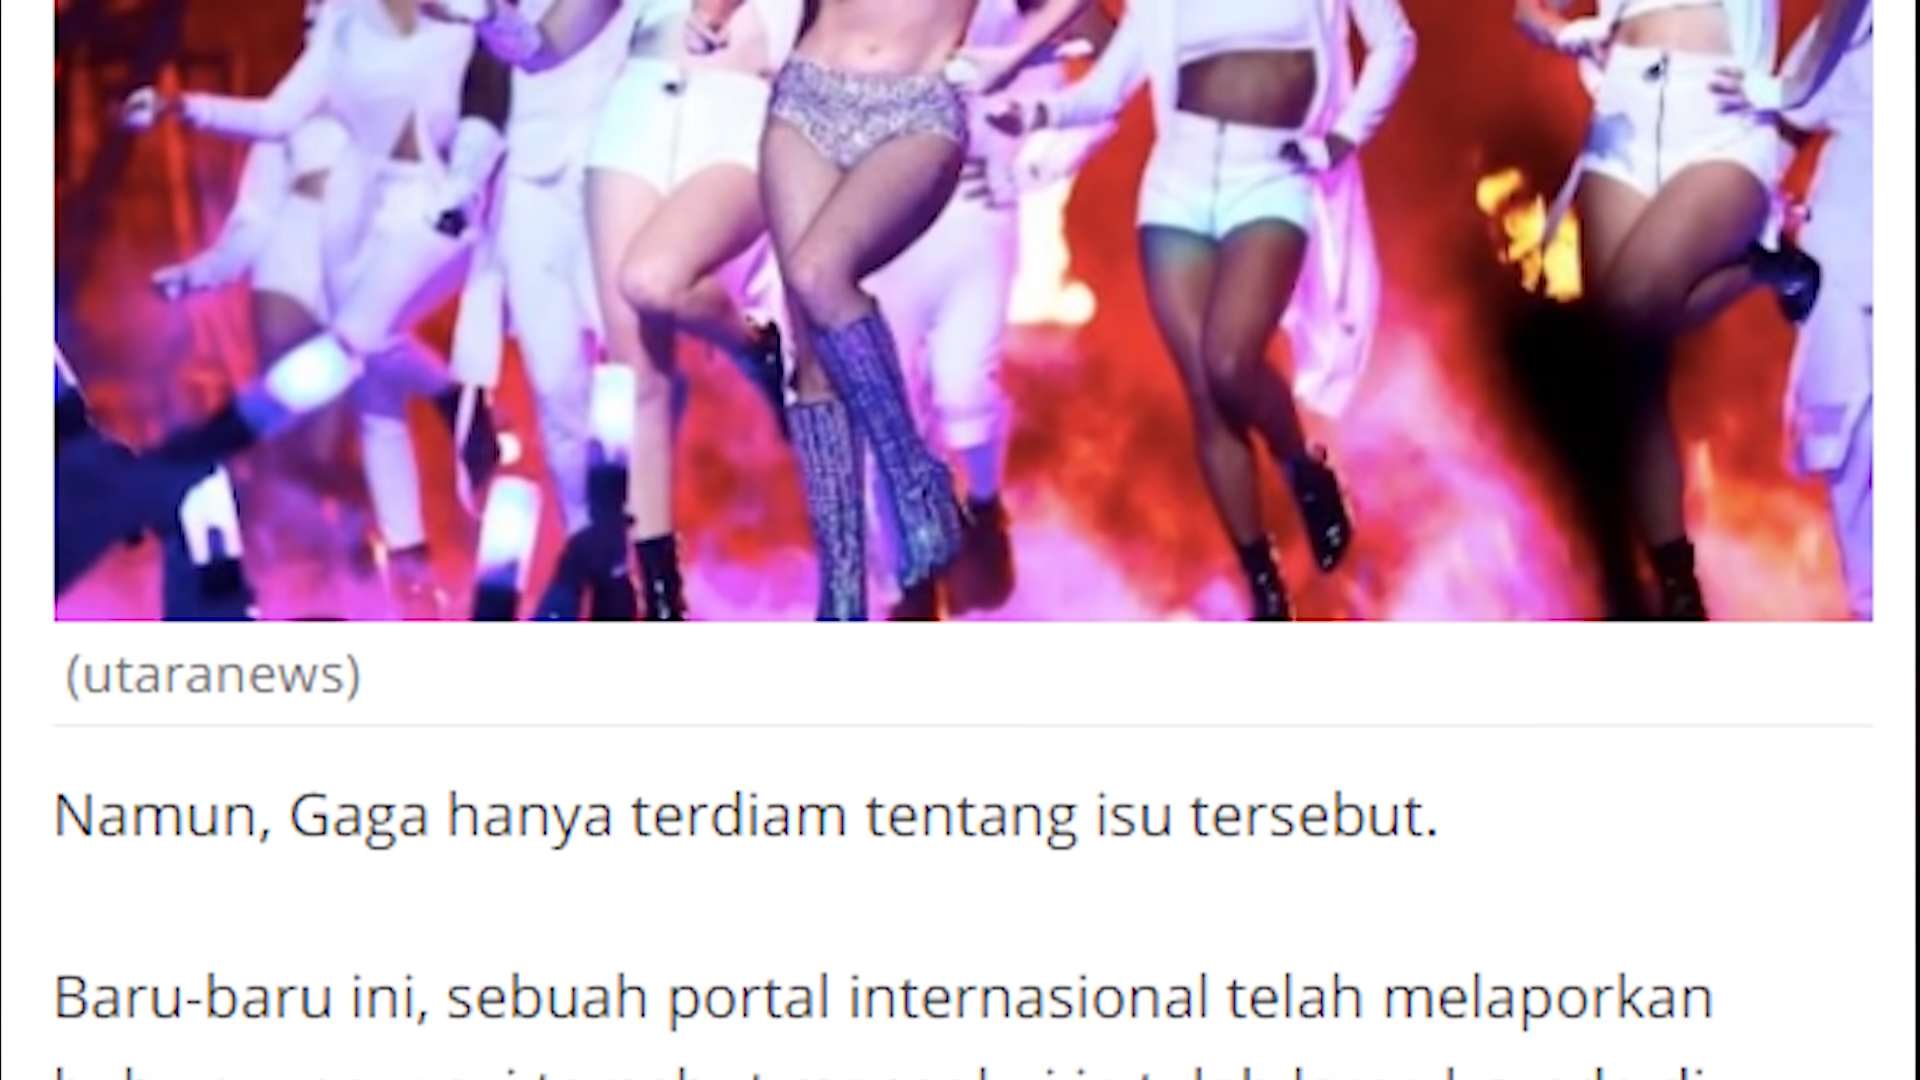 (utaranews)
Namun, Gaga hanya terdiam tentang isu tersebut.
Baru-baru ini, sebuah portal internasional telah melaporkan